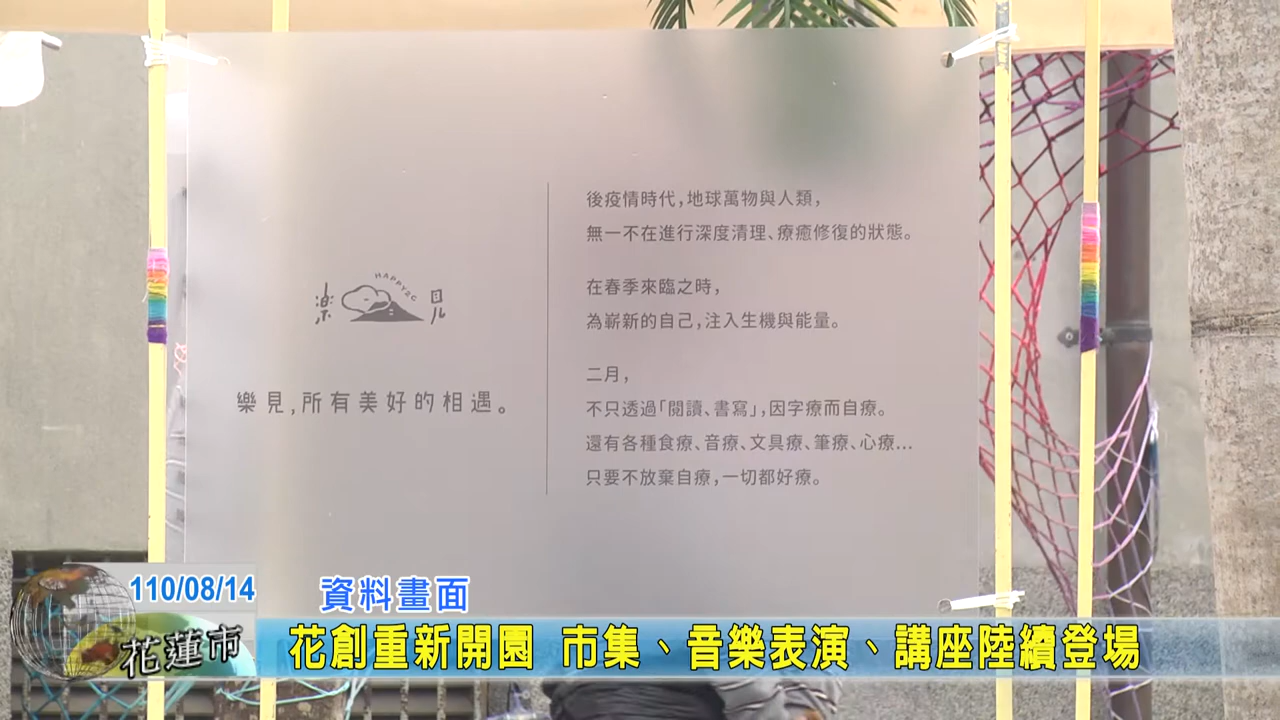 後疫情時代,地球萬物與人類,
無一不在進行深度清理、療癒修復的狀態。
在春季來臨之時,
為嶄新的自己,注入生機與能量。
二月,
不只透過「閱讀、書寫」,因字療而自療。
還有各種食療、音療、文具療、筆療、心療...
只要不放棄自療,一切都好療。
樂 HAPPY2C 見
樂見,所有美好的相遇。
110/08/14
資料畫面
花蓮市
花創重新開園 市集、音樂表演、講座陸續登場